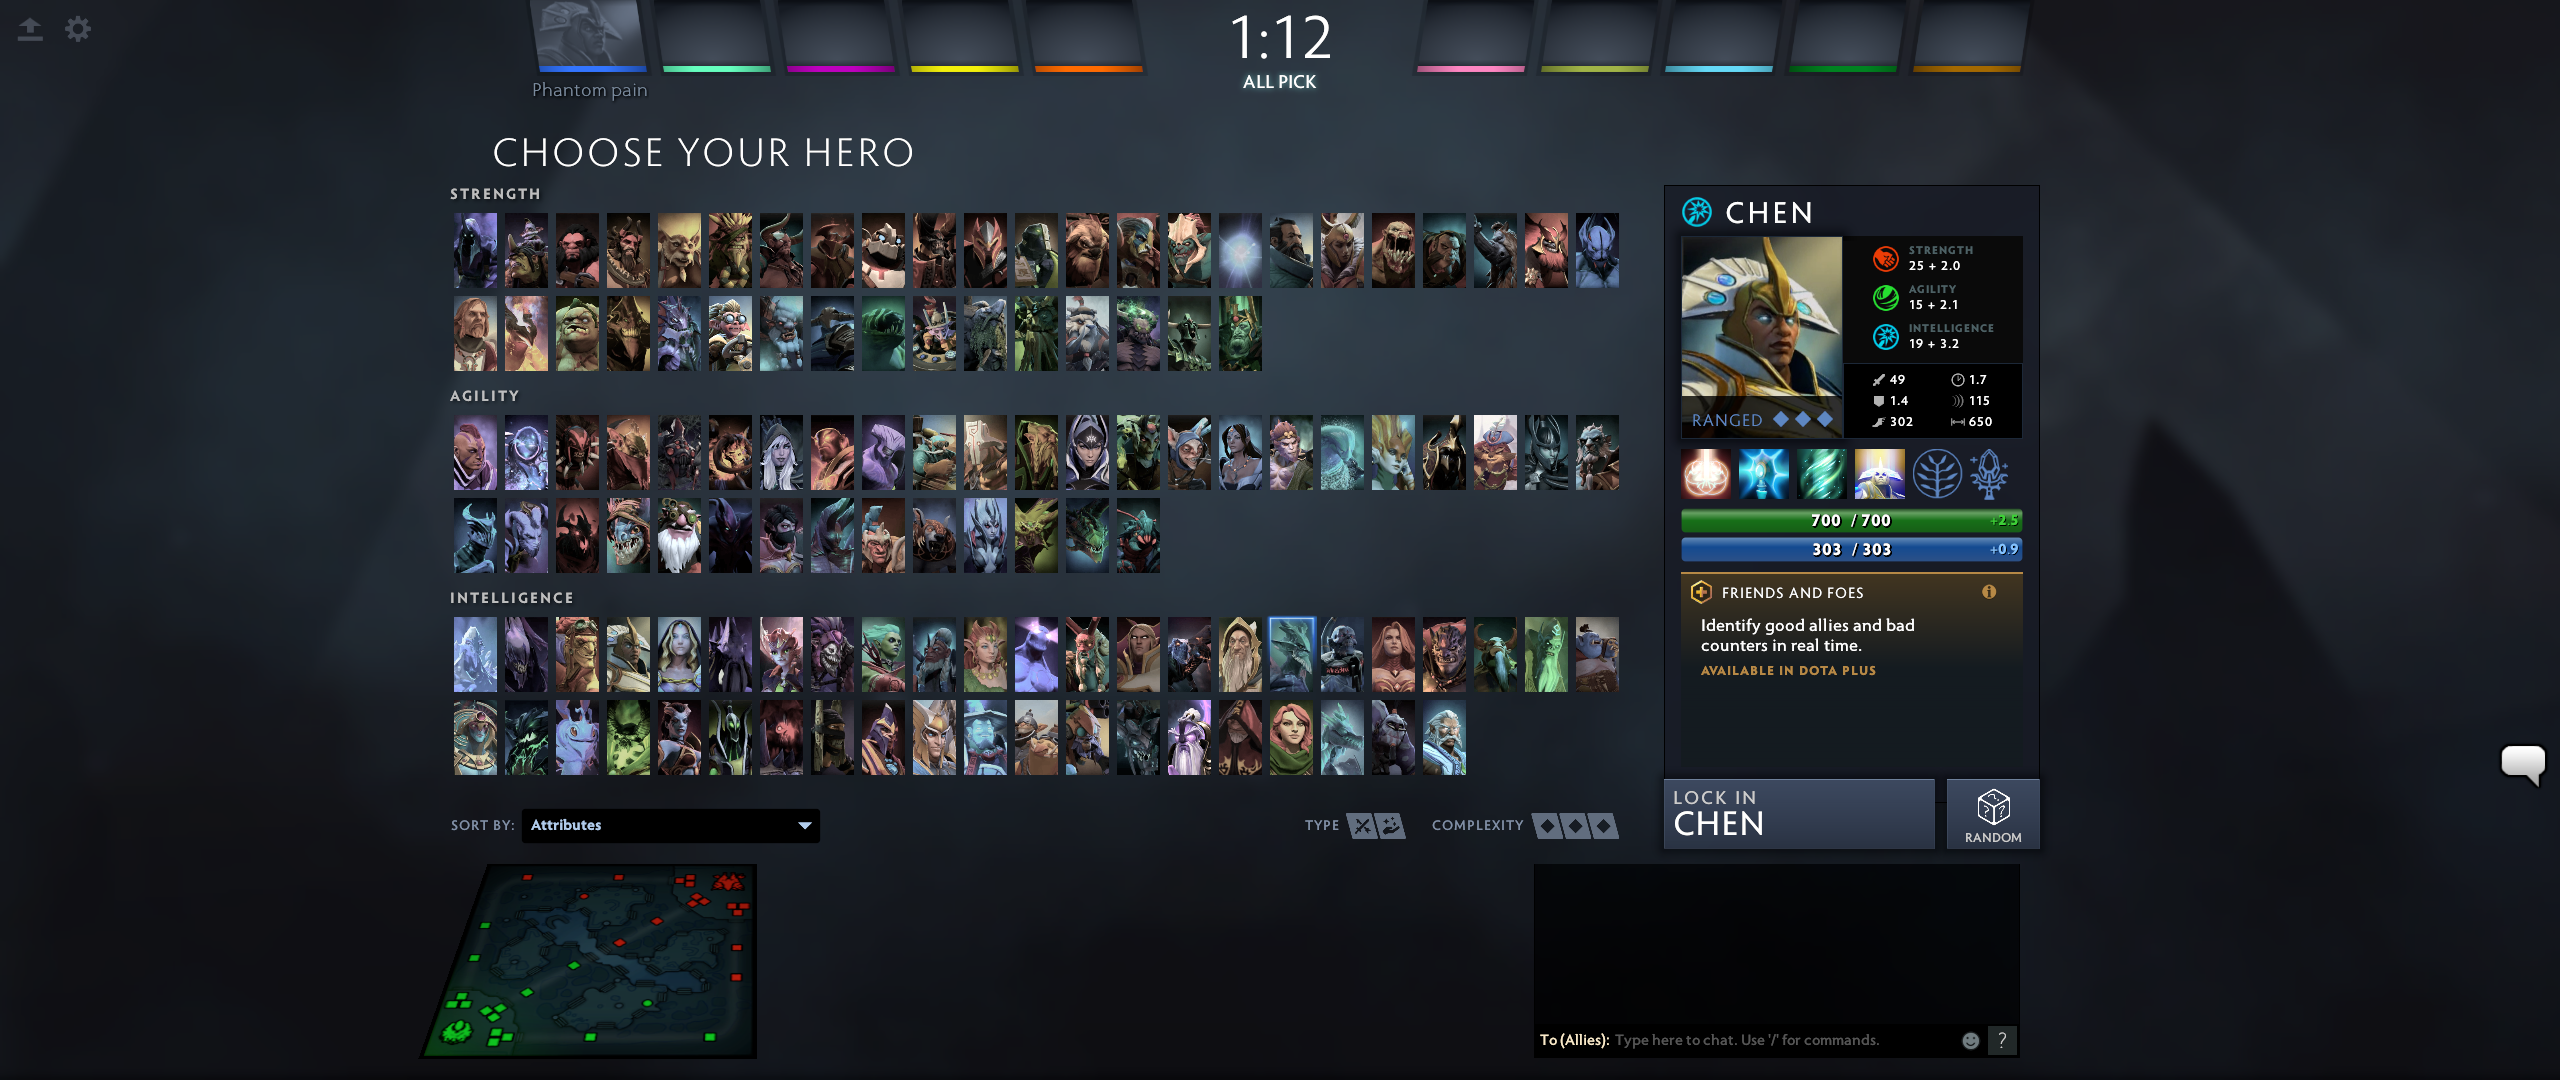 1:12
ALL PICK
Phantom pain
CHOOSE YOUR HERO
STRENGTH
AGILITY
INTELLIGENCE
CHEN
STRENGTH
25 + 2.0
AGILITY
15 + 2.1
INTELLIGENCE
19 + 3.2
49 1.7
1.4 115
302 650
RANGED
700 / 700 +2.5
303 / 303 +0.9
FRIENDS AND FOES
Identify good allies and bad
counters in real time.
AVAILABLE IN DOTA PLUS
LOCK IN
CHEN
RANDOM
SORT BY: Attributes
TYPE COMPLEXITY
To (Allies): Type here to chat. Use '/' for commands. ?